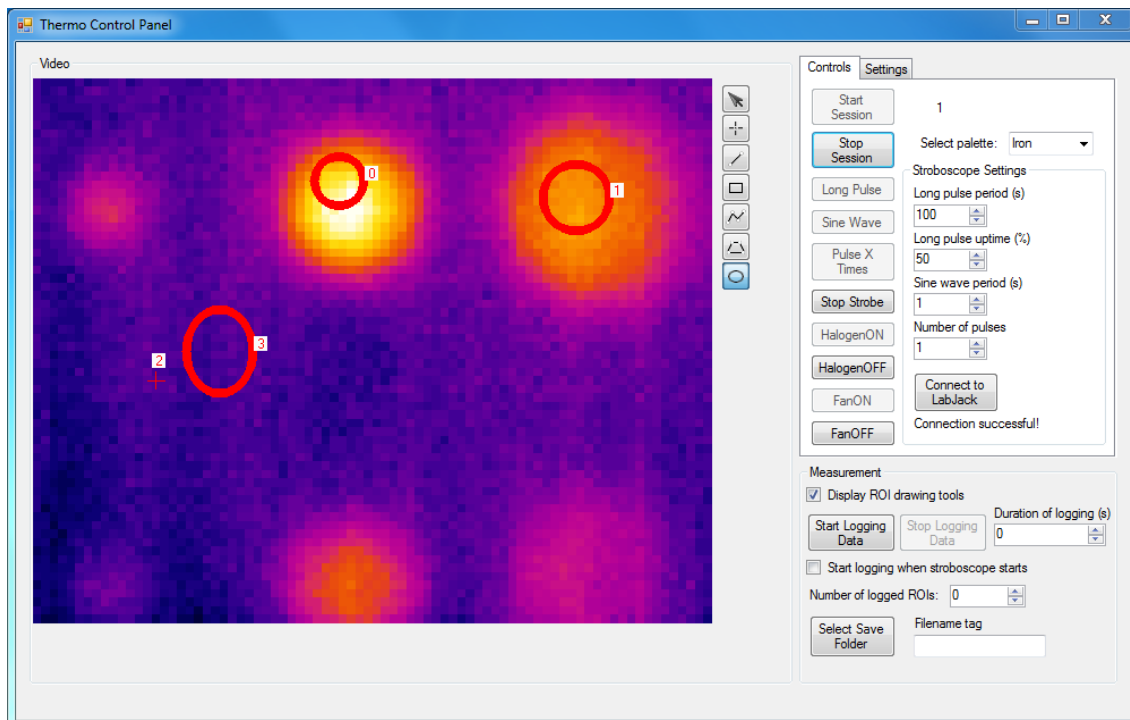 Thermo Control Panel
Video
0
1
2
3
Controls
Settings
Start
Session
1
Stop
Session
Select palette:
Iron
Stroboscope Settings
Long Pulse
Long pulse period (s)
100
Sine Wave
Long pulse uptime (%)
50
Pulse X
Times
Sine wave period (s)
1
Stop Strobe
Number of pulses
1
HalogenON
HalogenOFF
Connect to
LabJack
FanON
Connection successful!
FanOFF
Measurement
Display ROI drawing tools
Start Logging
Data
Stop Logging
Data
Duration of logging (s)
0
Start logging when stroboscope starts
Number of logged ROIs:
0
Select Save
Folder
Filename tag